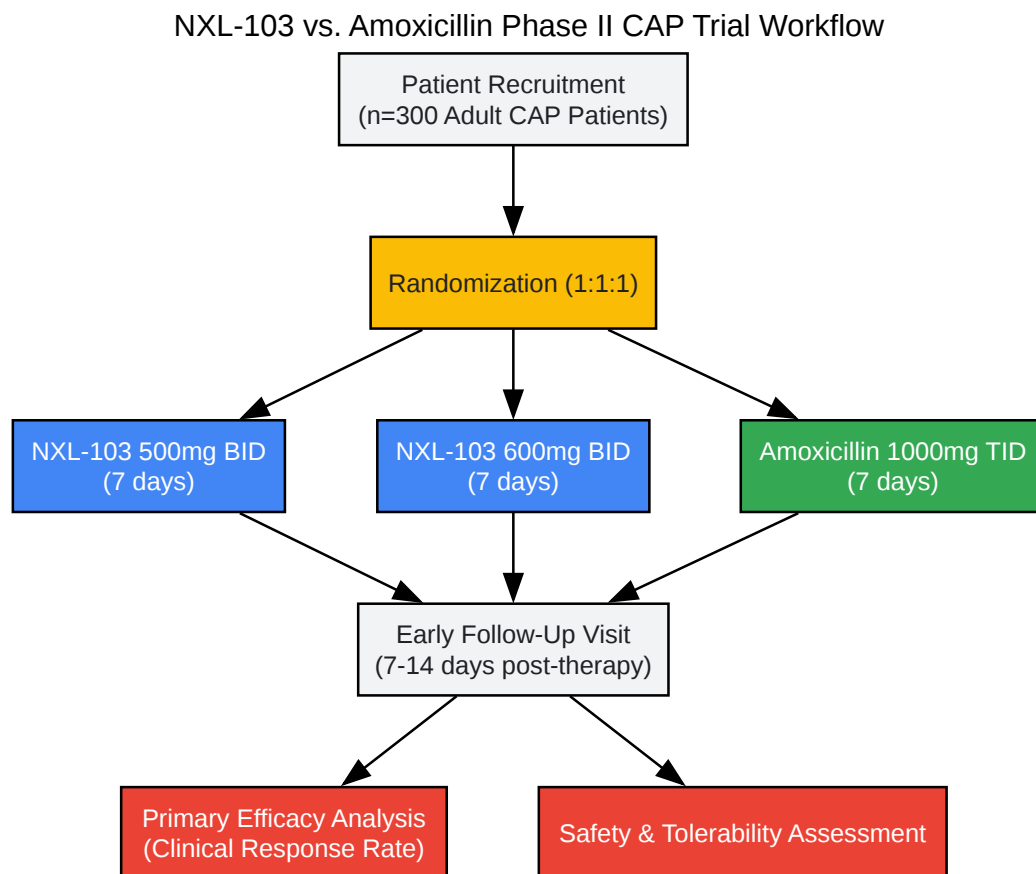 NXL-103 vs. Amoxicillin Phase II CAP Trial Workflow
Patient Recruitment
(n=300 Adult CAP Patients)
Randomization (1:1:1)
NXL-103 500mg BID
(7 days)
NXL-103 600mg BID
(7 days)
Amoxicillin 1000mg TID
(7 days)
Early Follow-Up Visit
(7-14 days post-therapy)
Primary Efficacy Analysis
(Clinical Response Rate)
Safety & Tolerability Assessment